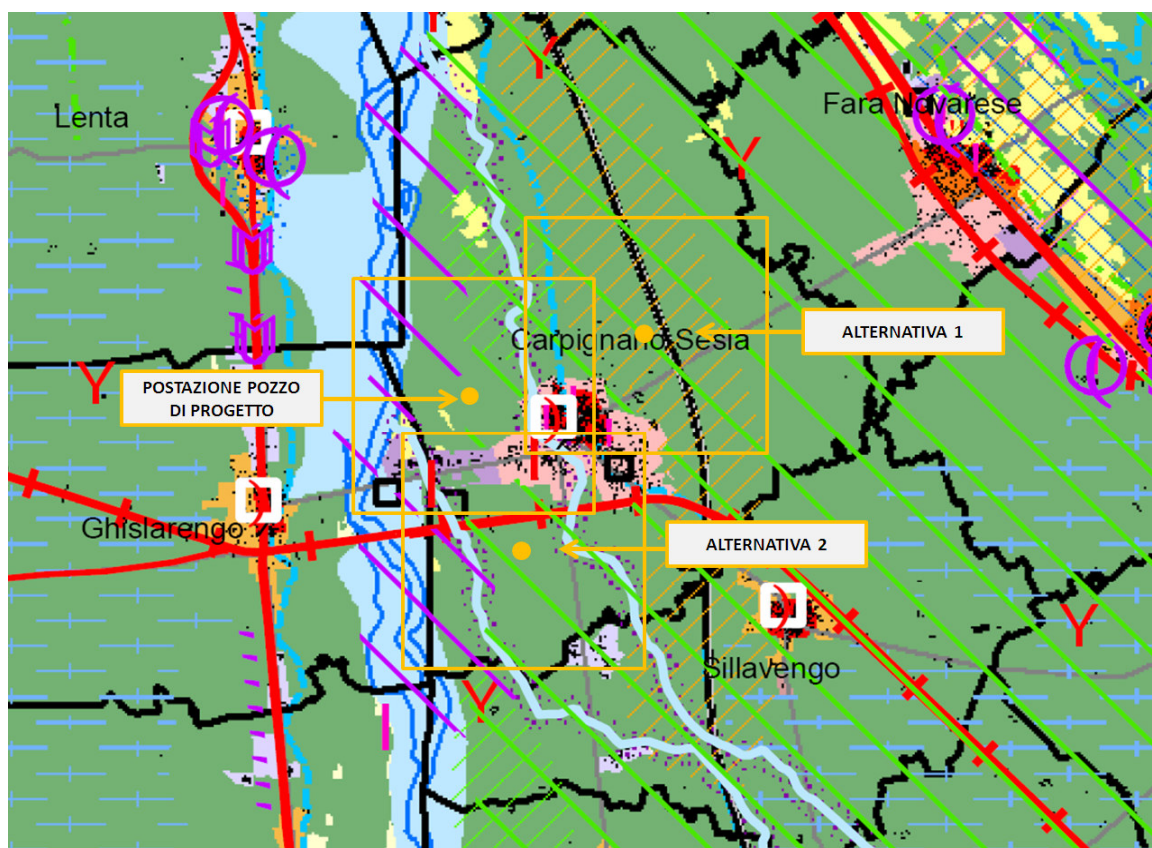 Lenta
Fara Novarese
Carpignano Sesia
ALTERNATIVA 1
POSTAZIONE POZZO
DI PROGETTO
Ghislarengo
ALTERNATIVA 2
Sillavengo